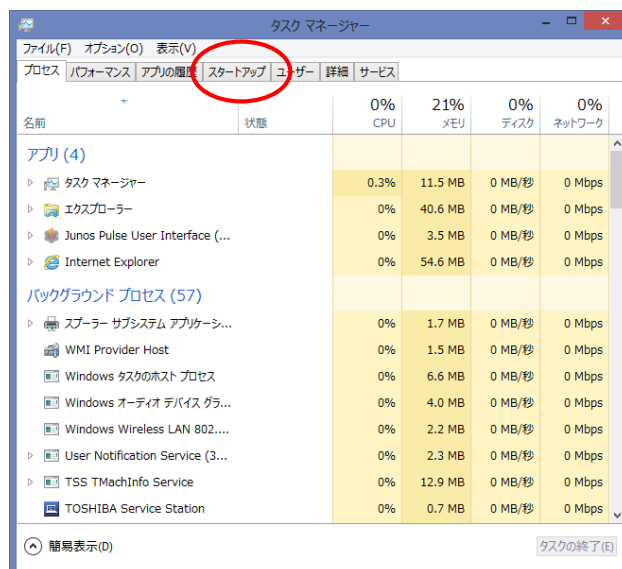 タスク マネージャー
ファイル(F) オプション(O) 表示(V)
プロセス パフォーマンス アプリの履歴 スタートアップ ユーザー 詳細 サービス
0% 21% 0% 0%
名前 状態 CPU メモリ ディスク ネットワーク
アプリ (4)
タスク マネージャー 0.3% 11.5 MB 0 MB/秒 0 Mbps
エクスプローラー 0% 40.6 MB 0 MB/秒 0 Mbps
Junos Pulse User Interface (... 0% 3.5 MB 0 MB/秒 0 Mbps
Internet Explorer 0% 54.6 MB 0 MB/秒 0 Mbps
バックグラウンド プロセス (57)
スプーラー サブシステム アプリケーシ... 0% 1.7 MB 0 MB/秒 0 Mbps
WMI Provider Host 0% 1.5 MB 0 MB/秒 0 Mbps
Windows タスクのホスト プロセス 0% 6.6 MB 0 MB/秒 0 Mbps
Windows オーディオ デバイス グラ... 0% 4.0 MB 0 MB/秒 0 Mbps
Windows Wireless LAN 802.... 0% 2.2 MB 0 MB/秒 0 Mbps
User Notification Service (3... 0% 2.3 MB 0 MB/秒 0 Mbps
TSS TMachInfo Service 0% 12.9 MB 0 MB/秒 0 Mbps
TOSHIBA Service Station 0% 0.7 MB 0 MB/秒 0 Mbps
簡易表示(D) タスクの終了(E)